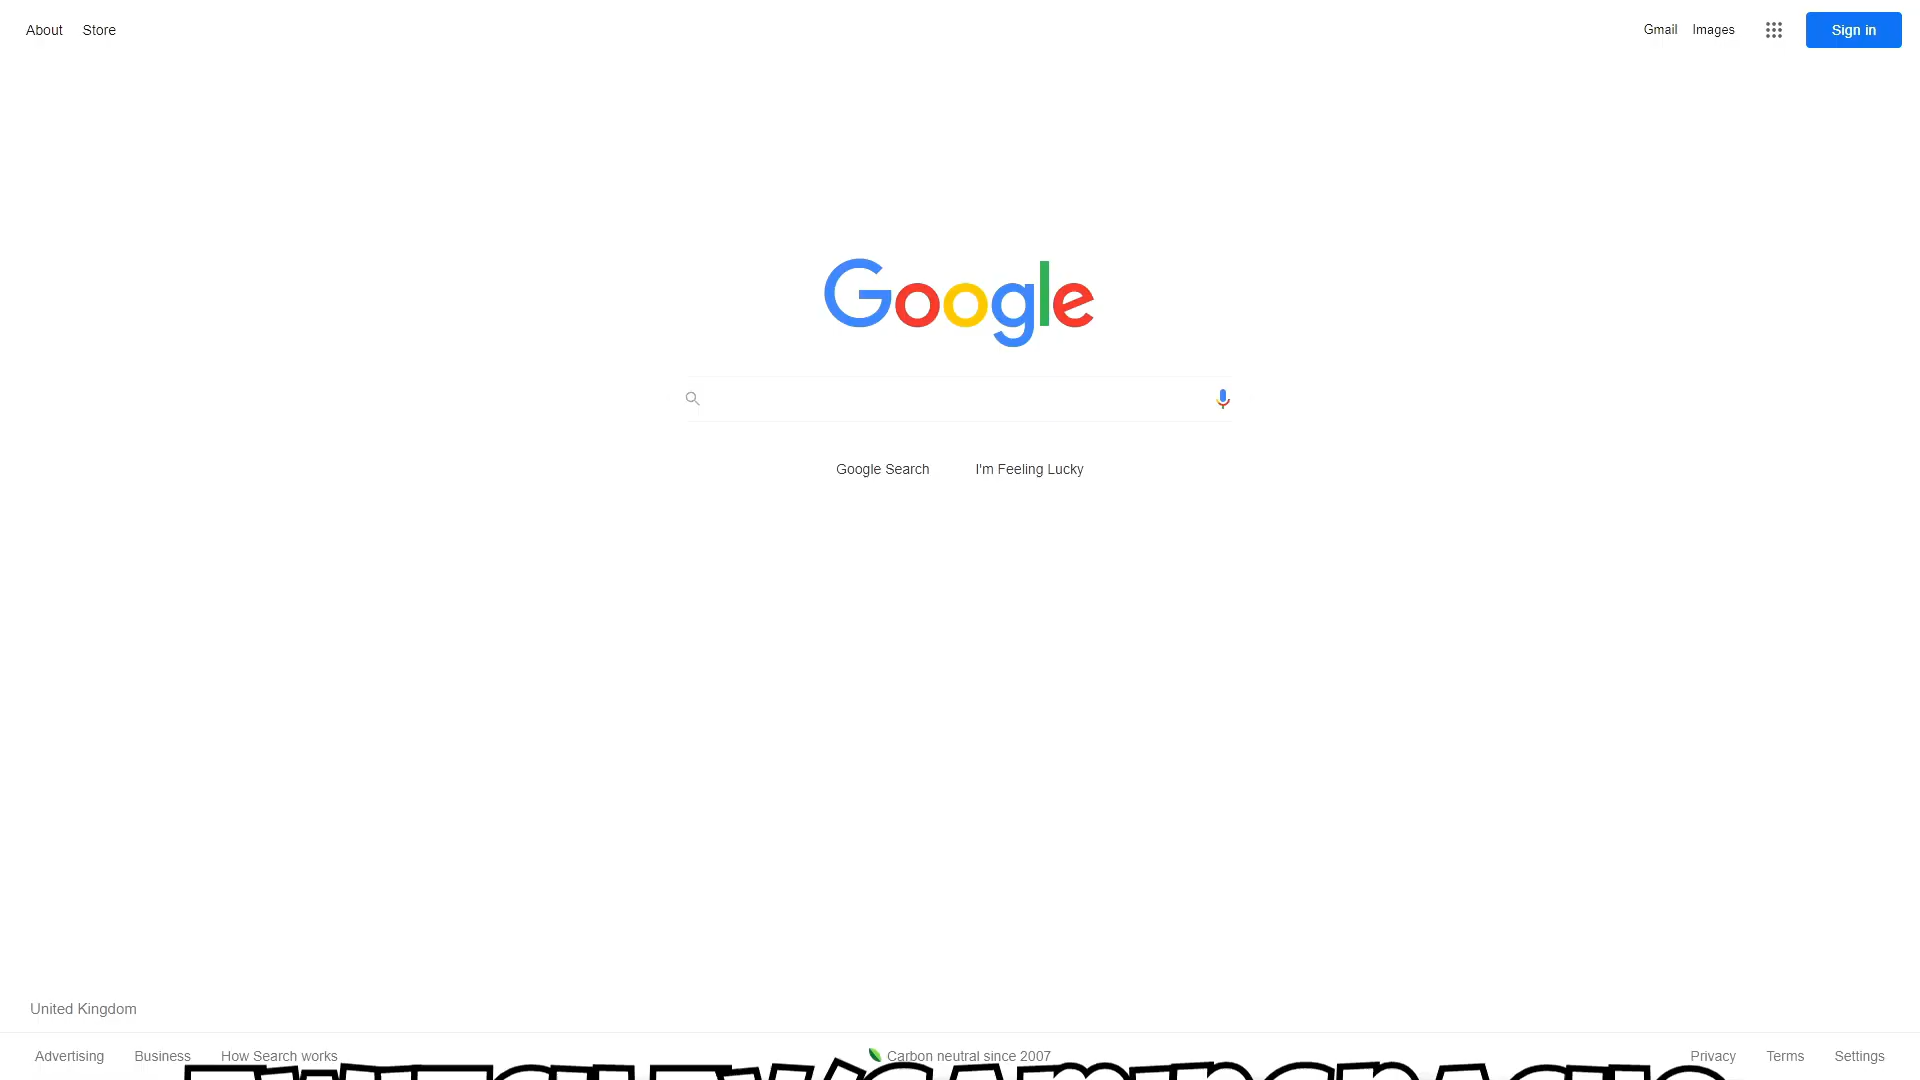 About Store
Gmail Images Sign in
Google
Google Search I'm Feeling Lucky
United Kingdom
Advertising Business How Search works Carbon neutral since 2007 Privacy Terms Settings